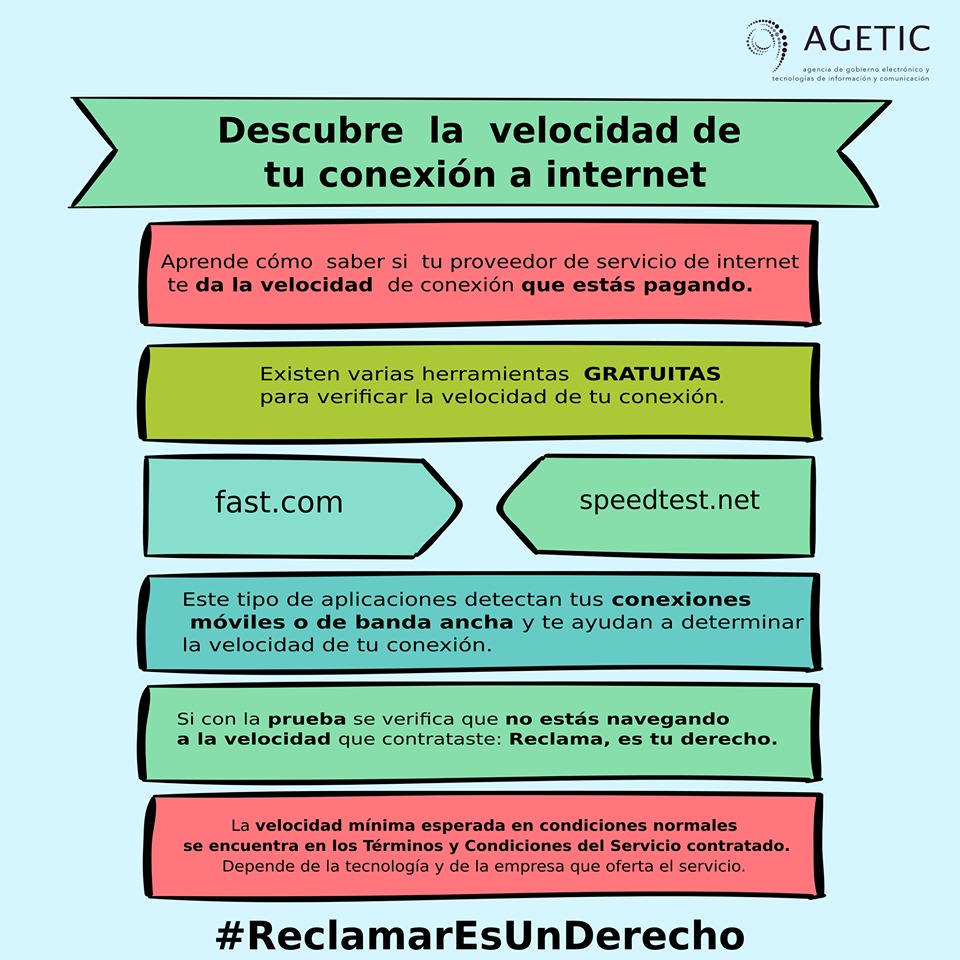 AGETIC
agencia de gobierno electrónico y
tecnologías de información y comunicación
Descubre la velocidad de
tu conexión a internet
Aprende cómo saber si tu proveedor de servicio de internet
te da la velocidad de conexión que estás pagando.
Existen varias herramientas GRATUITAS
para verificar la velocidad de tu conexión.
fast.com
speedtest.net
Este tipo de aplicaciones detectan tus conexiones
móviles o de banda ancha y te ayudan a determinar
la velocidad de tu conexión.
Si con la prueba se verifica que no estás navegando
a la velocidad que contrataste: Reclama, es tu derecho.
La velocidad mínima esperada en condiciones normales
se encuentra en los Términos y Condiciones del Servicio contratado.
Depende de la tecnología y de la empresa que oferta el servicio.
#ReclamarEsUnDerecho